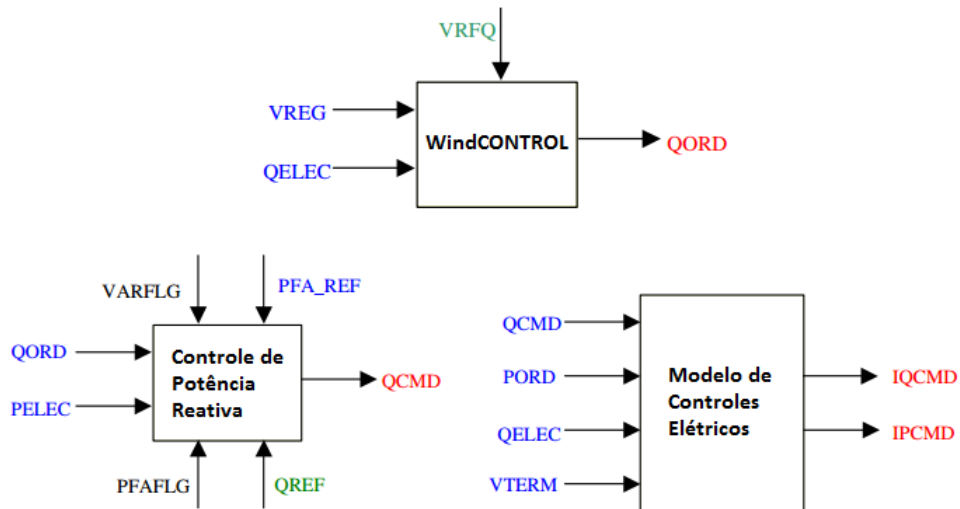 VRFQ
VREG
WindCONTROL
QORD
QELEC
VARFLG
PFA_REF
QORD
Controle de
Potência
Reativa
QCMD
PELEC
PFAFLG
QREF
QCMD
PORD
Modelo de
Controles
Elétricos
IQCMD
QELEC
IPCMD
VTERM